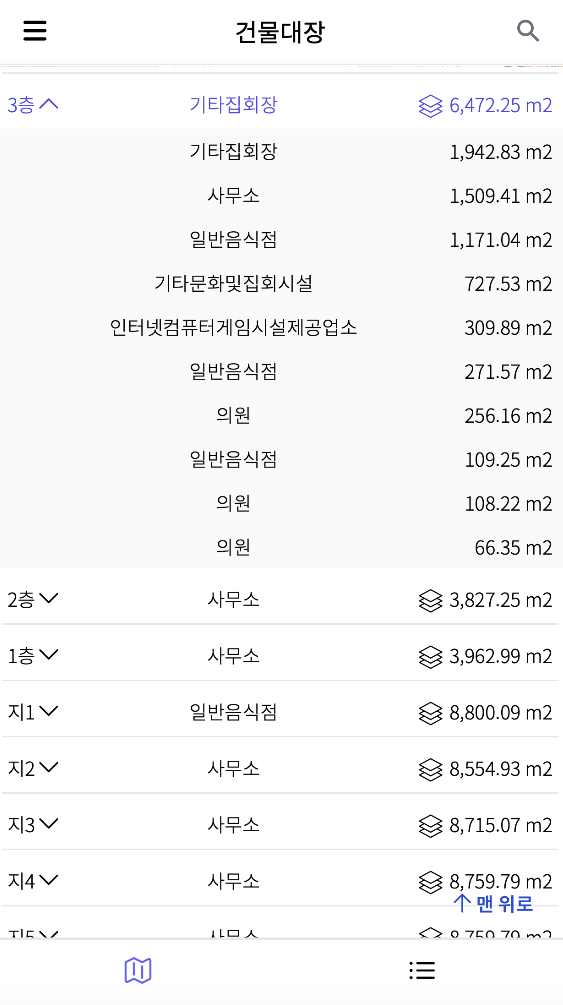 건물대장
3층 기타집회장 6,472.25 m2
기타집회장 1,942.83 m2
사무소 1,509.41 m2
일반음식점 1,171.04 m2
기타문화및집회시설 727.53 m2
인터넷컴퓨터게임시설제공업소 309.89 m2
일반음식점 271.57 m2
의원 256.16 m2
일반음식점 109.25 m2
의원 108.22 m2
의원 66.35 m2
2층 사무소 3,827.25 m2
1층 사무소 3,962.99 m2
지1 일반음식점 8,800.09 m2
지2 사무소 8,554.93 m2
지3 사무소 8,715.07 m2
지4 사무소 8,759.79 m2
맨 위로
지5 사무소 8,759.79 m2